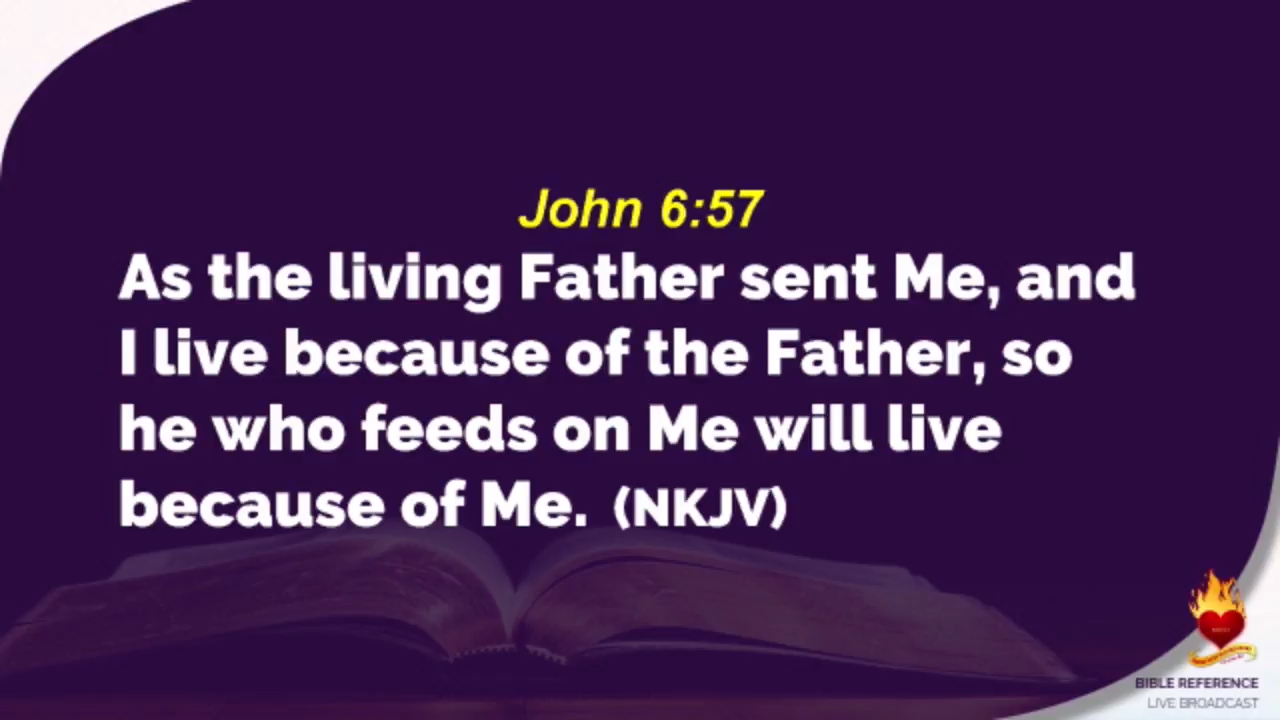 John 6:57
As the living Father sent Me, and
I live because of the Father, so
he who feeds on Me will live
because of Me. (NKJV)
BIBLE REFERENCE
LIVE BROADCAST